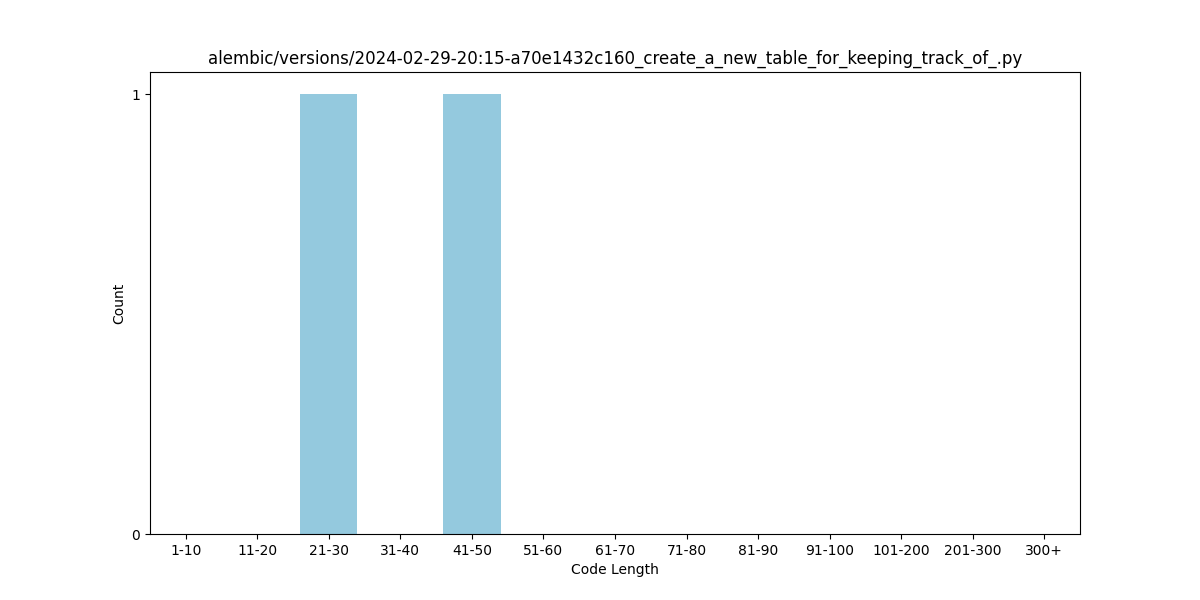 alembic/versions/2024-02-29-20:15-a70e1432c160_create_a_new_table_for_keeping_track_of_.py
1
Count
0
1-10 11-20 21-30 31-40 41-50 51-60 61-70 71-80 81-90 91-100 101-200 201-300 300+
Code Length